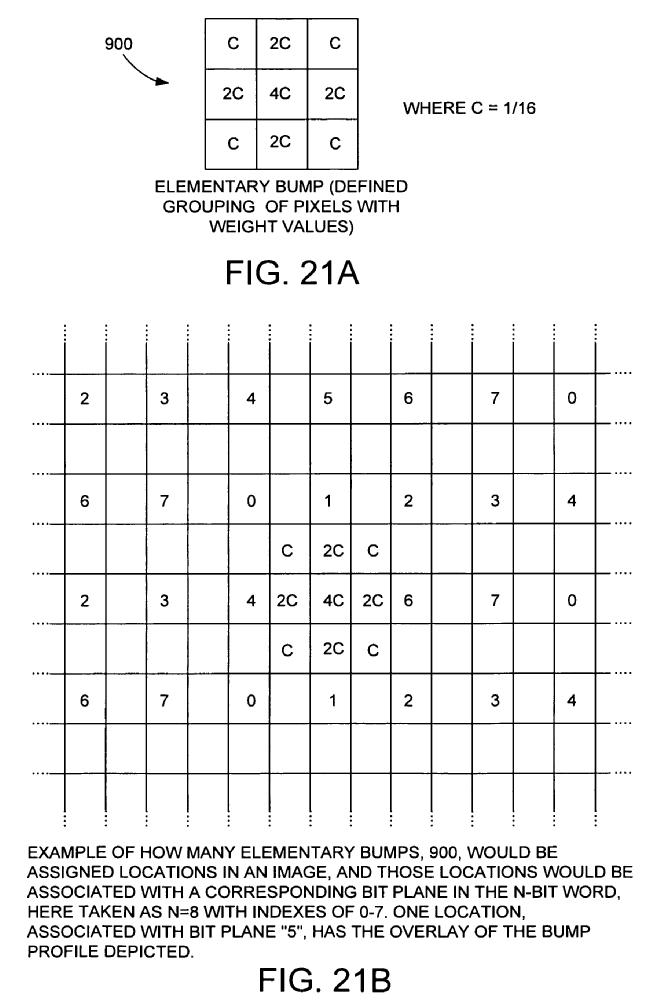 C 2C C
900
2C 4C 2C
WHERE C = 1/16
C 2C C
ELEMENTARY BUMP (DEFINED
GROUPING OF PIXELS WITH
WEIGHT VALUES)
FIG. 21A
2 3 4 5 6 7 0
6 7 0 1 2 3 4
C 2C C
2 3 4 2C 4C 2C 6 7 0
C 2C C
6 7 0 1 2 3 4
EXAMPLE OF HOW MANY ELEMENTARY BUMPS, 900, WOULD BE
ASSIGNED LOCATIONS IN AN IMAGE, AND THOSE LOCATIONS WOULD BE
ASSOCIATED WITH A CORRESPONDING BIT PLANE IN THE N-BIT WORD,
HERE TAKEN AS N=8 WITH INDEXES OF 0-7. ONE LOCATION,
ASSOCIATED WITH BIT PLANE "5", HAS THE OVERLAY OF THE BUMP
PROFILE DEPICTED.
FIG. 21B